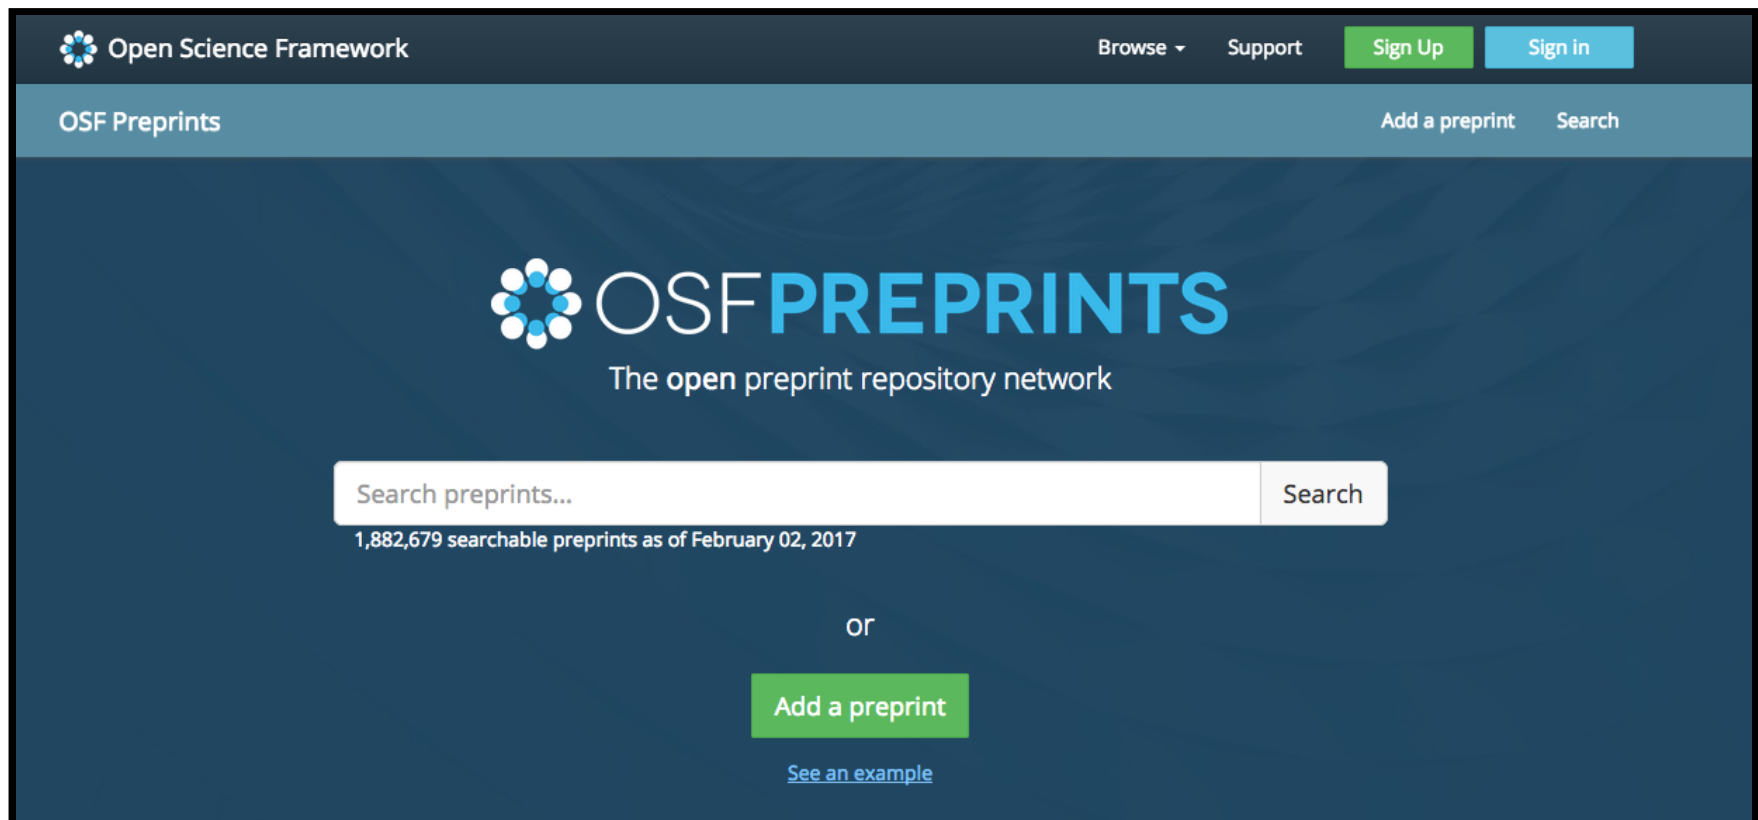 Open Science Framework Browse Support Sign Up Sign in
OSF Preprints Add a preprint Search
OSFPREPRINTS
The open preprint repository network
Search preprints... Search
1,882,679 searchable preprints as of February 02, 2017
or
Add a preprint
See an example